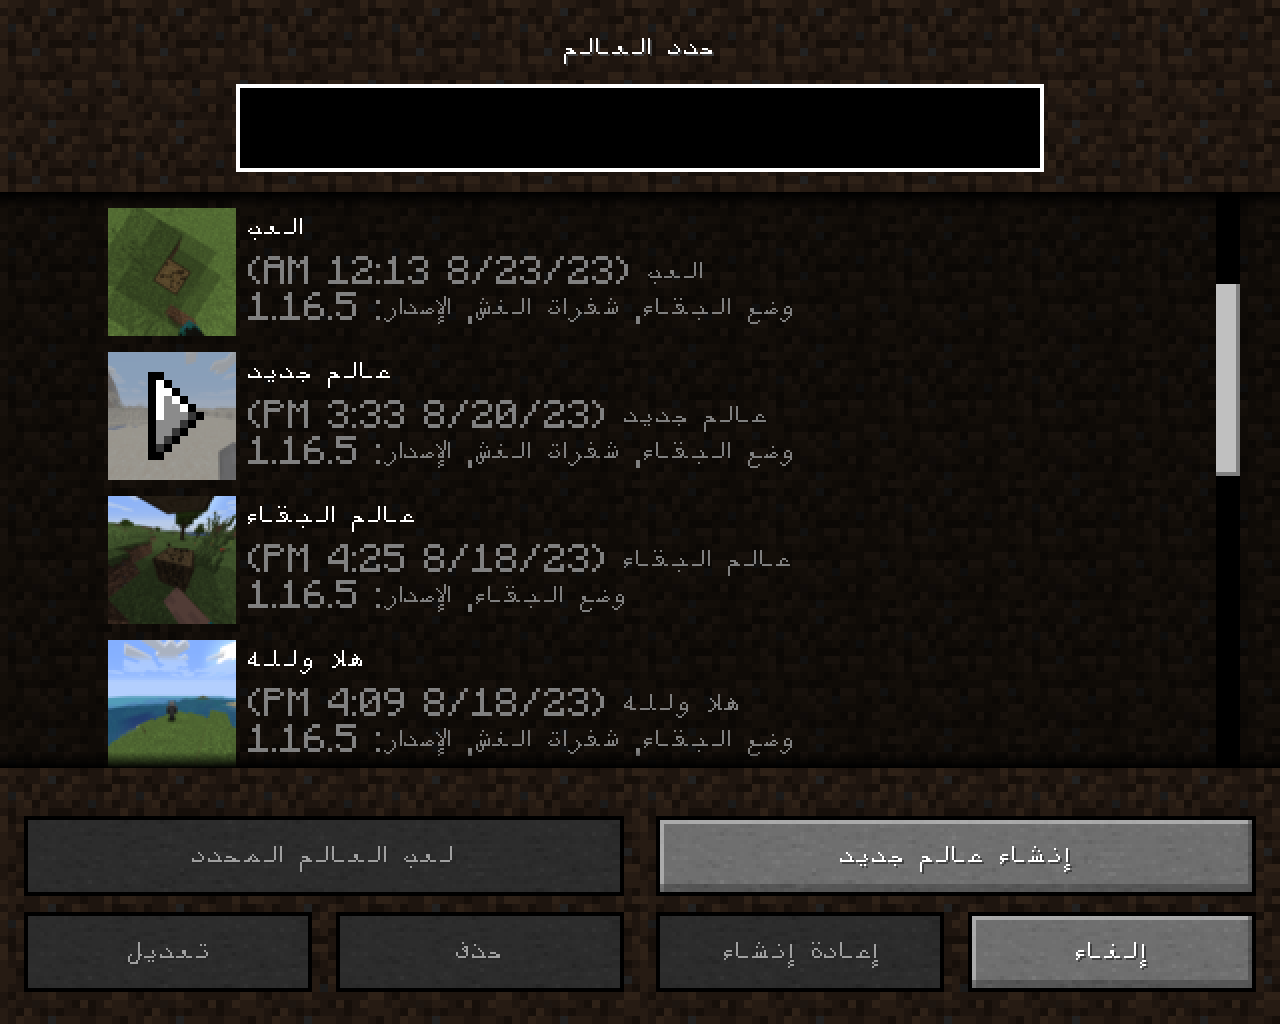 حدد العالم
العب
العب (8/23/23 12:13 AM)
وضع البقاء, شفرات الغش, الإصدار: 1.16.5
عالم جديد
عالم جديد (8/20/23 3:33 PM)
وضع البقاء, شفرات الغش, الإصدار: 1.16.5
عالم البقاء
عالم البقاء (8/18/23 4:25 PM)
وضع البقاء, الإصدار: 1.16.5
هلا ولله
هلا ولله (8/18/23 4:09 PM)
وضع البقاء, شفرات الغش, الإصدار: 1.16.5
إنشاء عالم جديد
لعب العالم المحدد
إلغاء
إعادة إنشاء
حذف
تعديل